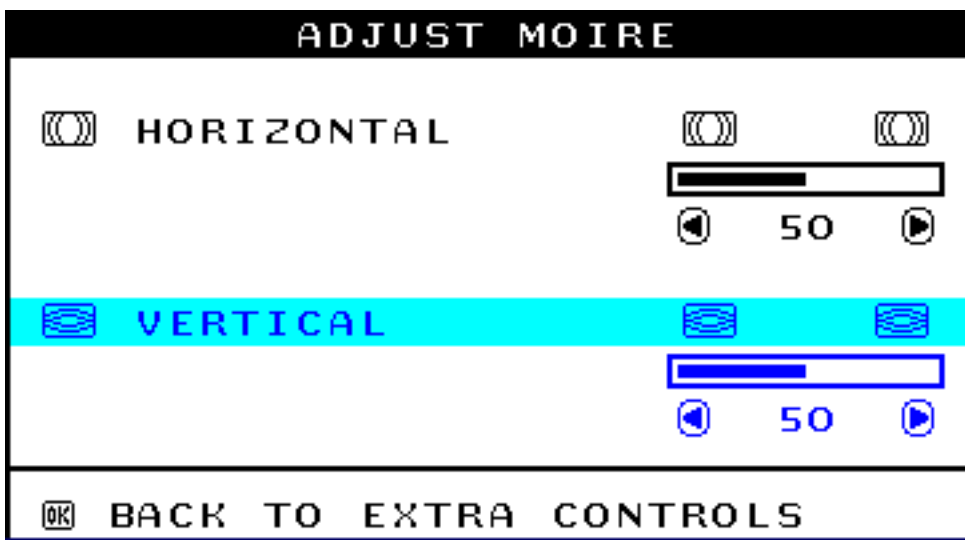 ADJUST MOIRE
HORIZONTAL
50
VERTICAL
50
OK BACK TO EXTRA CONTROLS